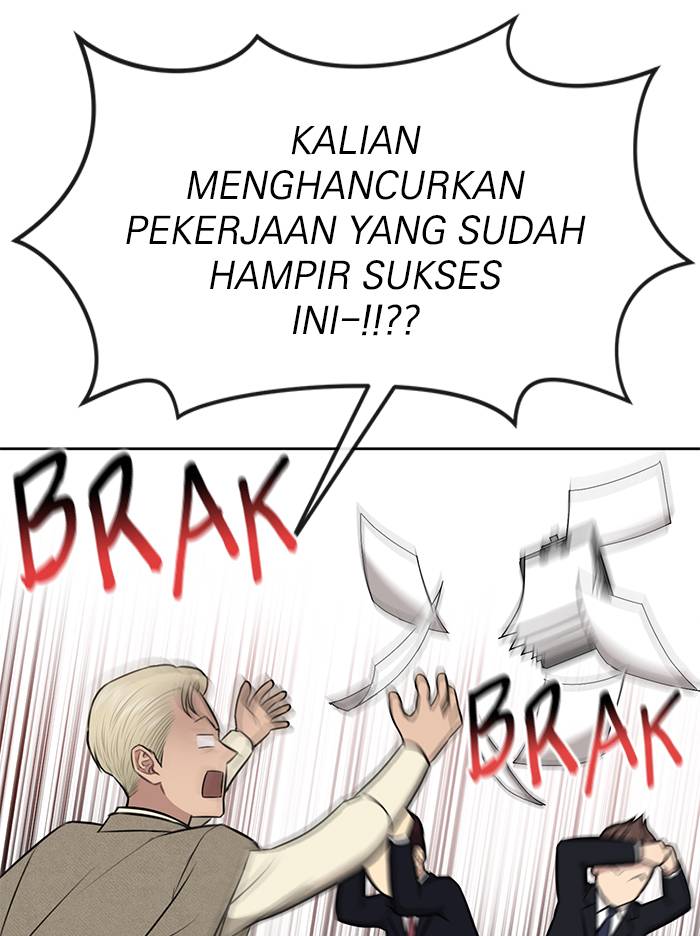 KALIAN
MENGHANCURKAN
PEKERJAAN YANG SUDAH
HAMPIR SUKSES
INI-!!??
BRAK
BRAK